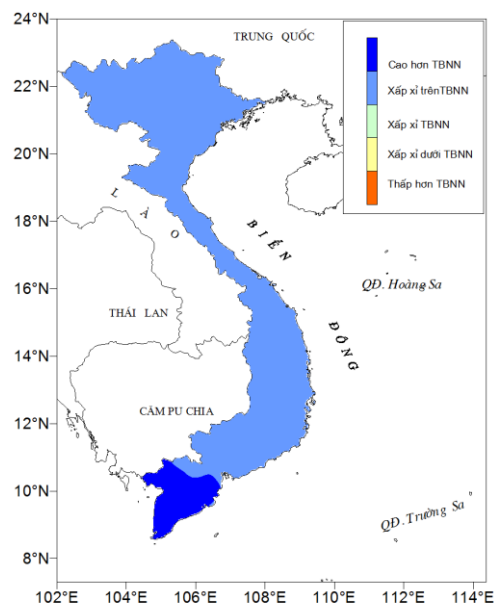 24°N
TRUNG QUỐC
Cao hơn TBNN
22°N
Xấp xỉ trênTBNN
Xấp xỉ TBNN
20°N
Xấp xỉ dưới TBNN
Thấp hơn TBNN
18°N
LÀO
BIỂN
16°N
QĐ. Hoàng Sa
THÁI LAN
ĐÔNG
14°N
CĂM PU CHIA
12°N
10°N
QĐ. Trường Sa
8°N
102°E 104°E 106°E 108°E 110°E 112°E 114°E